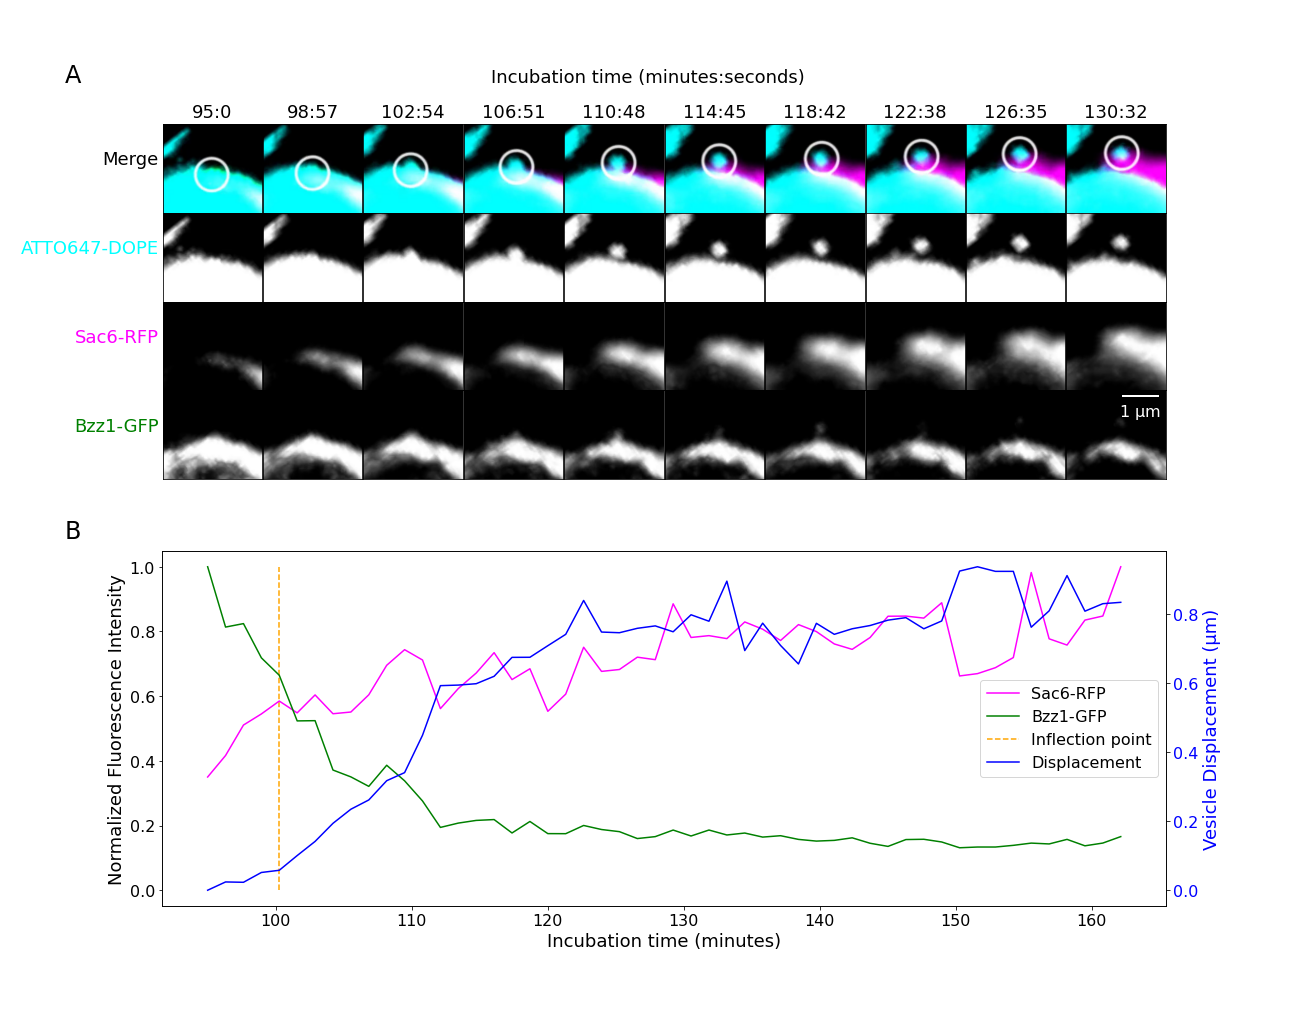 A
Incubation time (minutes:seconds)
95:0 98:57 102:54 106:51 110:48 114:45 118:42 122:38 126:35 130:32
Merge
ATTO647-DOPE
Sac6-RFP
Bzz1-GFP
1 μm
B
Normalized Fluorescence Intensity
1.0
0.8
0.6
0.4
0.2
0.0
100 110 120 130 140 150 160
Incubation time (minutes)
Sac6-RFP
Bzz1-GFP
Inflection point
Displacement
0.8
0.6
0.4
0.2
0.0
Vesicle Displacement (μm)